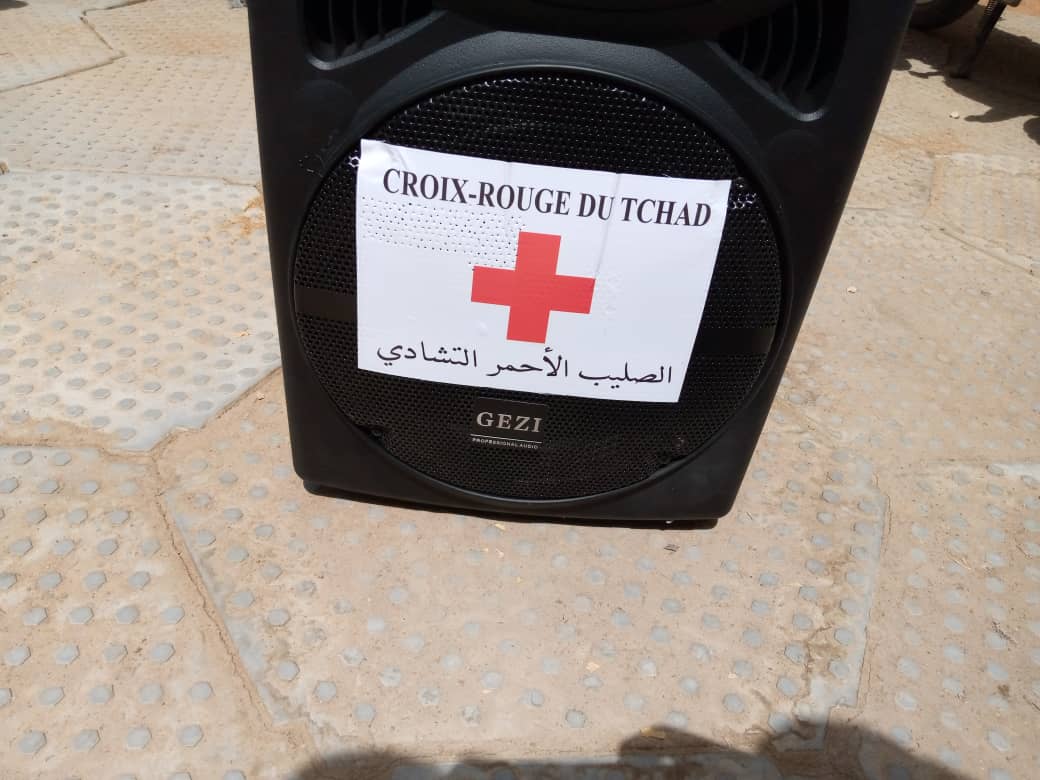 CROIX-ROUGE DU TCHAD
الصليب الأحمر التشادي
GEZI
PROFESSIONAL AUDIO